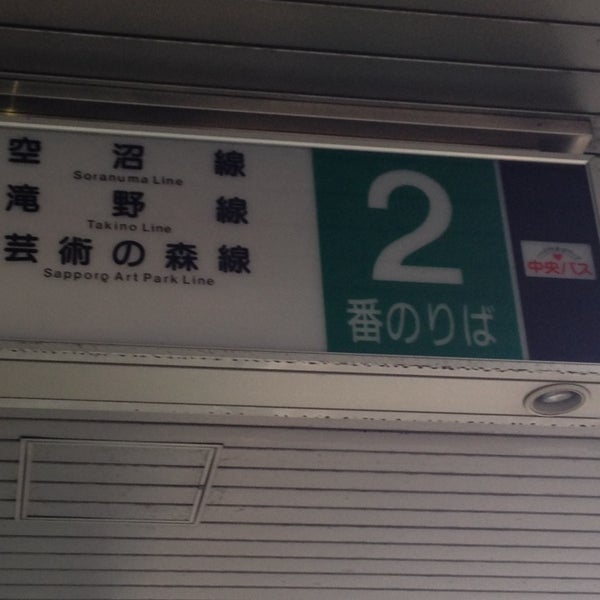 空沼線
Soranuma Line
滝野線
Takino Line
芸術の森線
Sapporo Art Park Line
2
番のりば
中央バス